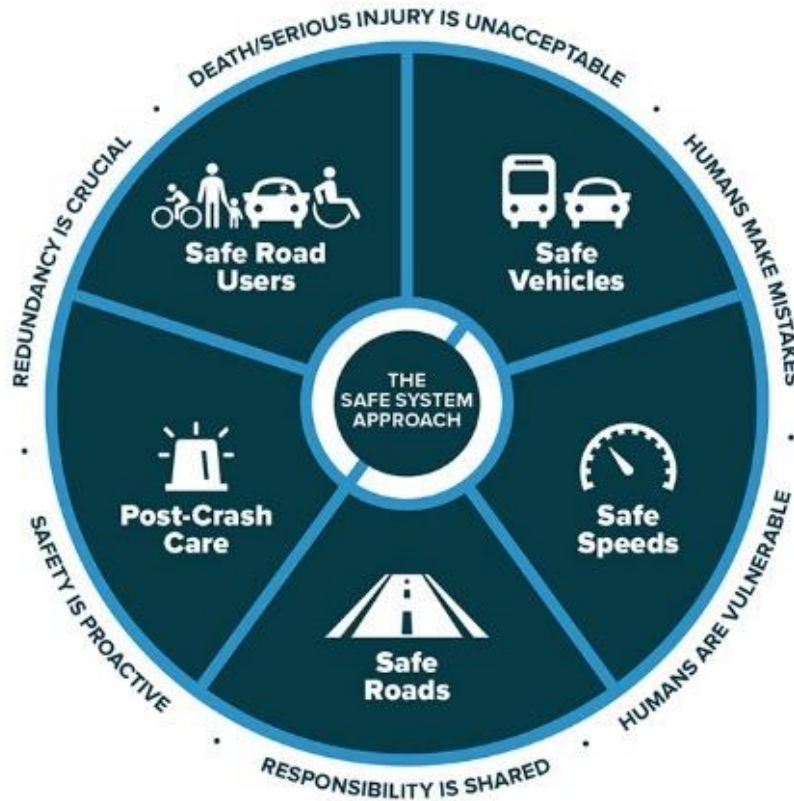 DEATH/SERIOUS INJURY IS UNACCEPTABLE
HUMANS MAKE MISTAKES
HUMANS ARE VULNERABLE
RESPONSIBILITY IS SHARED
SAFETY IS PROACTIVE
REDUNDANCY IS CRUCIAL
Safe Road
Users
Safe
Vehicles
Safe
Speeds
Safe
Roads
Post-Crash
Care
THE
SAFE SYSTEM
APPROACH